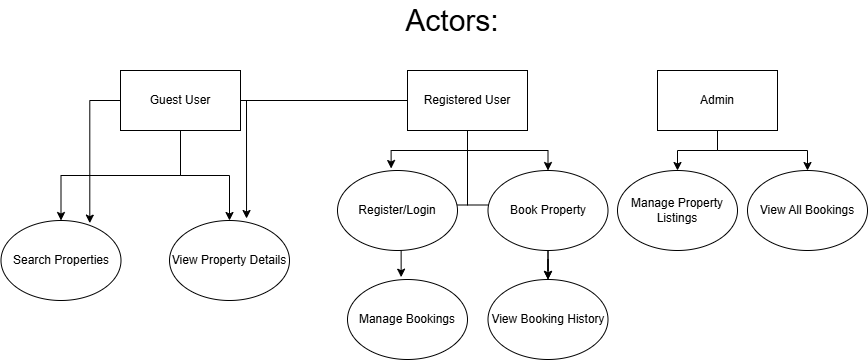 Actors:
Guest User
Registered User
Admin
Register/Login
Book Property
Manage Property
Listings
View All Bookings
Search Properties
View Property Details
Manage Bookings
View Booking History